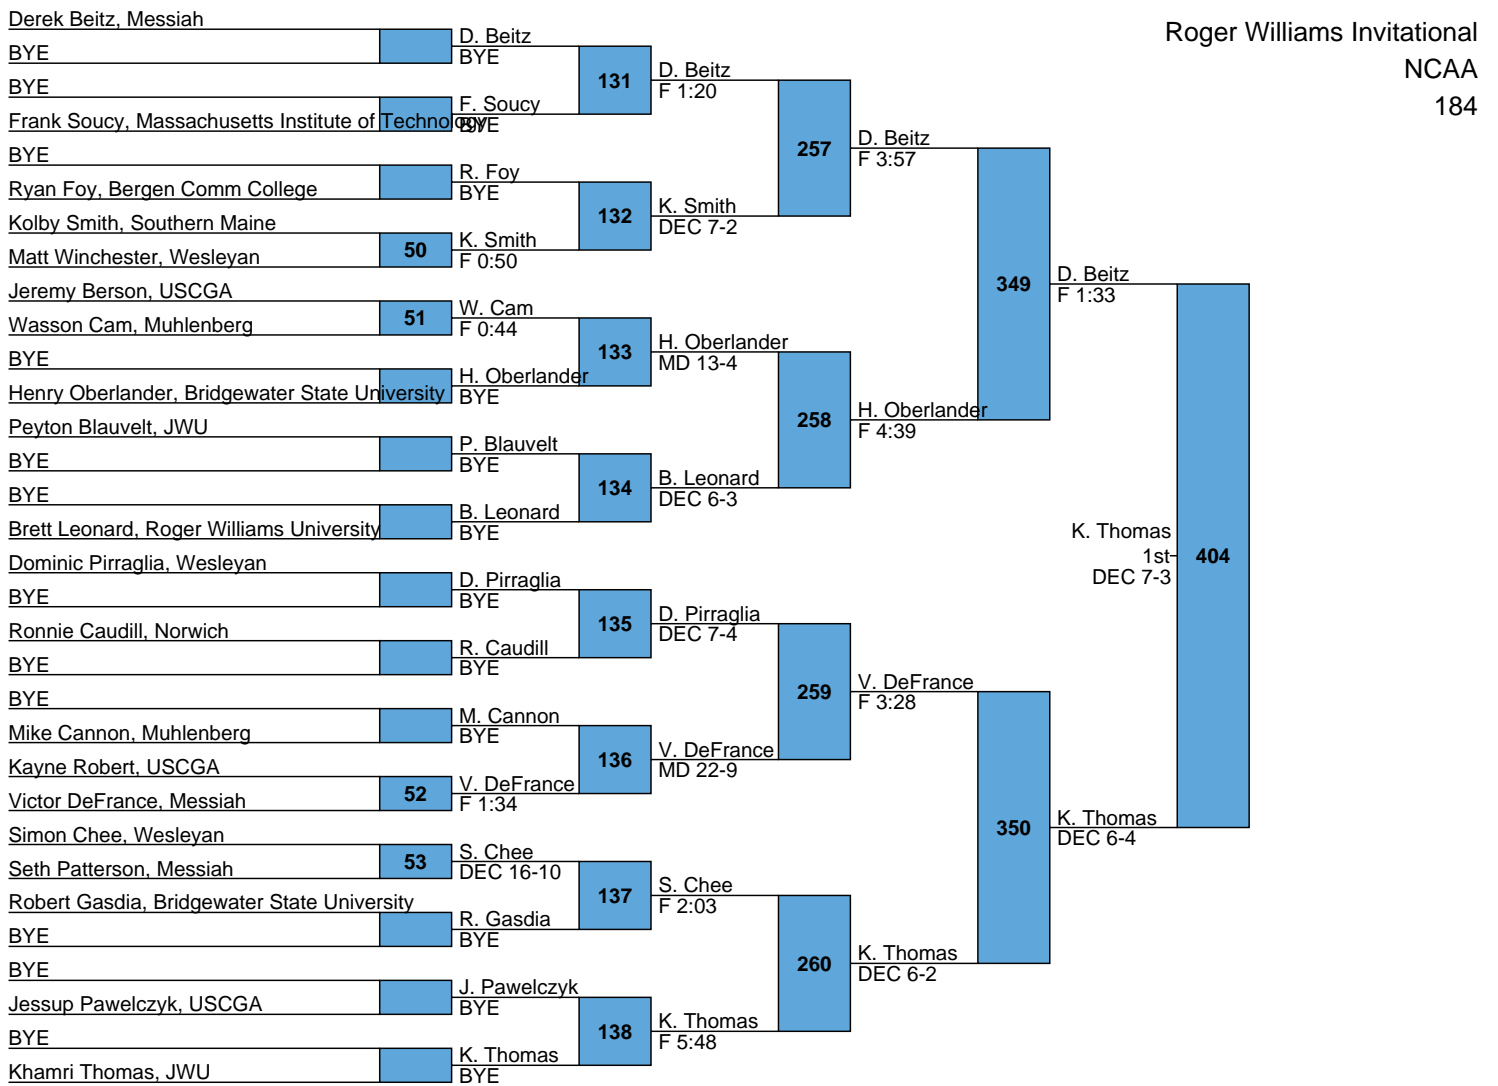 Roger Williams Invitational
NCAA
184
Derek Beitz, Messiah
BYE
BYE
Frank Soucy, Massachusetts Institute of Technology
BYE
Ryan Foy, Bergen Comm College
Kolby Smith, Southern Maine
Matt Winchester, Wesleyan
Jeremy Berson, USCGA
Wasson Cam, Muhlenberg
BYE
Henry Oberlander, Bridgewater State University
Peyton Blauvelt, JWU
BYE
BYE
Brett Leonard, Roger Williams University
Dominic Pirraglia, Wesleyan
BYE
Ronnie Caudill, Norwich
BYE
BYE
Mike Cannon, Muhlenberg
Kayne Robert, USCGA
Victor DeFrance, Messiah
Simon Chee, Wesleyan
Seth Patterson, Messiah
Robert Gasdia, Bridgewater State University
BYE
BYE
Jessup Pawelczyk, USCGA
BYE
Khamri Thomas, JWU
50
51
52
53
D. Beitz
BYE
F. Soucy
BYE
R. Foy
BYE
K. Smith
F 0:50
W. Cam
F 0:44
H. Oberlander
BYE
P. Blauvelt
BYE
B. Leonard
BYE
D. Pirraglia
BYE
R. Caudill
BYE
M. Cannon
BYE
V. DeFrance
F 1:34
S. Chee
DEC 16-10
R. Gasdia
BYE
J. Pawelczyk
BYE
K. Thomas
BYE
131
132
133
134
135
136
137
138
D. Beitz
F 1:20
K. Smith
DEC 7-2
H. Oberlander
MD 13-4
B. Leonard
DEC 6-3
D. Pirraglia
DEC 7-4
V. DeFrance
MD 22-9
S. Chee
F 2:03
K. Thomas
F 5:48
257
258
259
260
D. Beitz
F 3:57
H. Oberlander
F 4:39
V. DeFrance
F 3:28
K. Thomas
DEC 6-2
349
350
D. Beitz
F 1:33
K. Thomas
DEC 6-4
K. Thomas
1st
DEC 7-3
404